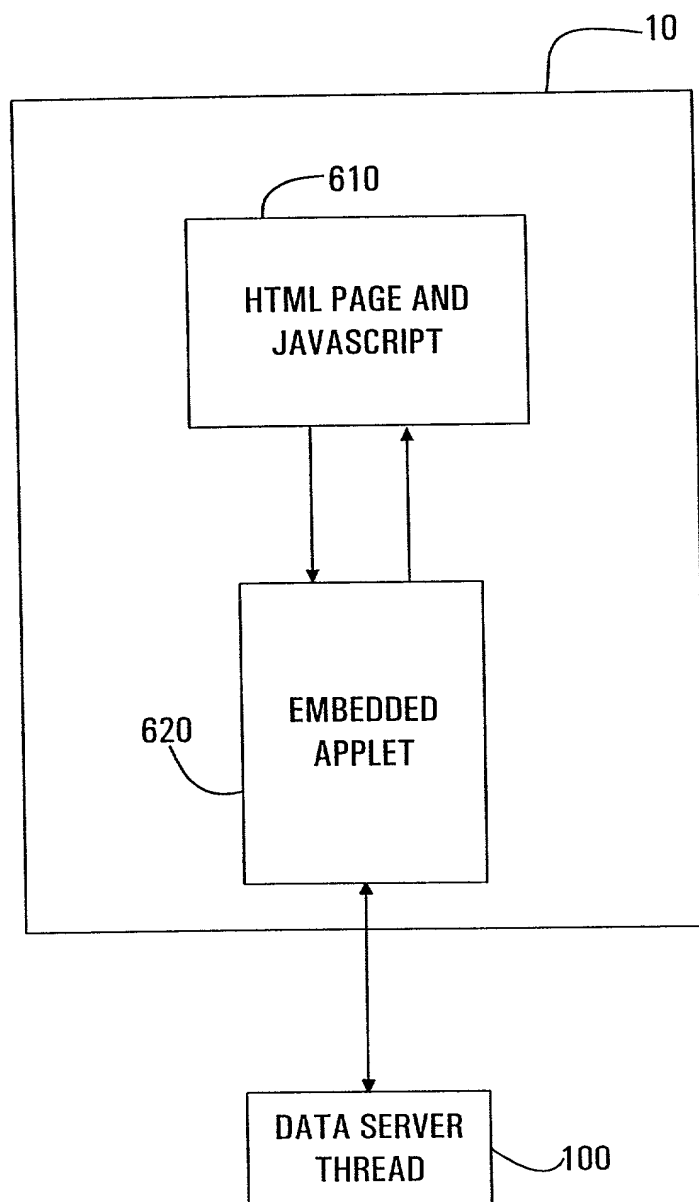 10
610
HTML PAGE AND
JAVASCRIPT
EMBEDDED
APPLET
620
DATA SERVER
THREAD
100